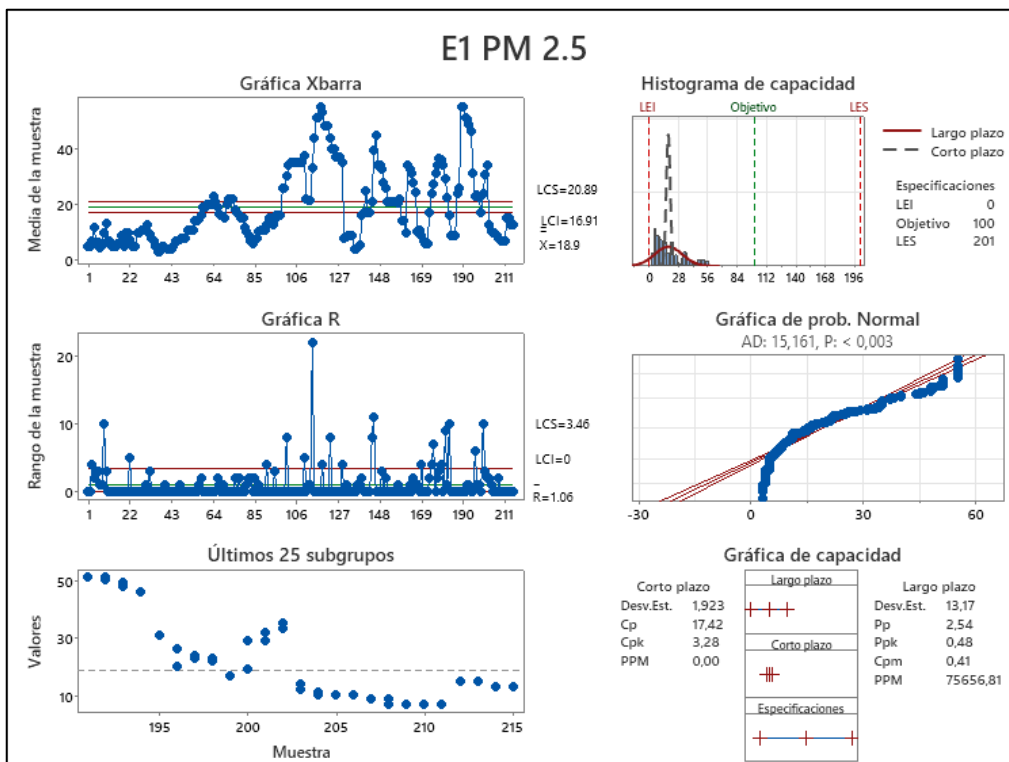 E1 PM 2.5
Gráfica Xbarra
Media de la muestra
40
20
0
1 22 43 64 85 106 127 148 169 190 211
LCS=20.89
LCI=16.91
X=18.9
Histograma de capacidad
LEI Objetivo LES
0 28 56 84 112 140 168 196
Largo plazo
Corto plazo
Especificaciones
LEI 0
Objetivo 100
LES 201
Gráfica R
Rango de la muestra
20
10
0
1 22 43 64 85 106 127 148 169 190 211
LCS=3.46
LCI=0
R=1.06
Gráfica de prob. Normal
AD: 15,161, P: < 0,003
-30 0 30 60
Últimos 25 subgrupos
Valores
50
30
10
195 200 205 210 215
Muestra
Gráfica de capacidad
Corto plazo
Desv.Est. 1,923
Cp 17,42
Cpk 3,28
PPM 0,00
Largo plazo
Corto plazo
Especificaciones
Largo plazo
Desv.Est. 13,17
Pp 2,54
Ppk 0,48
Cpm 0,41
PPM 75656,81